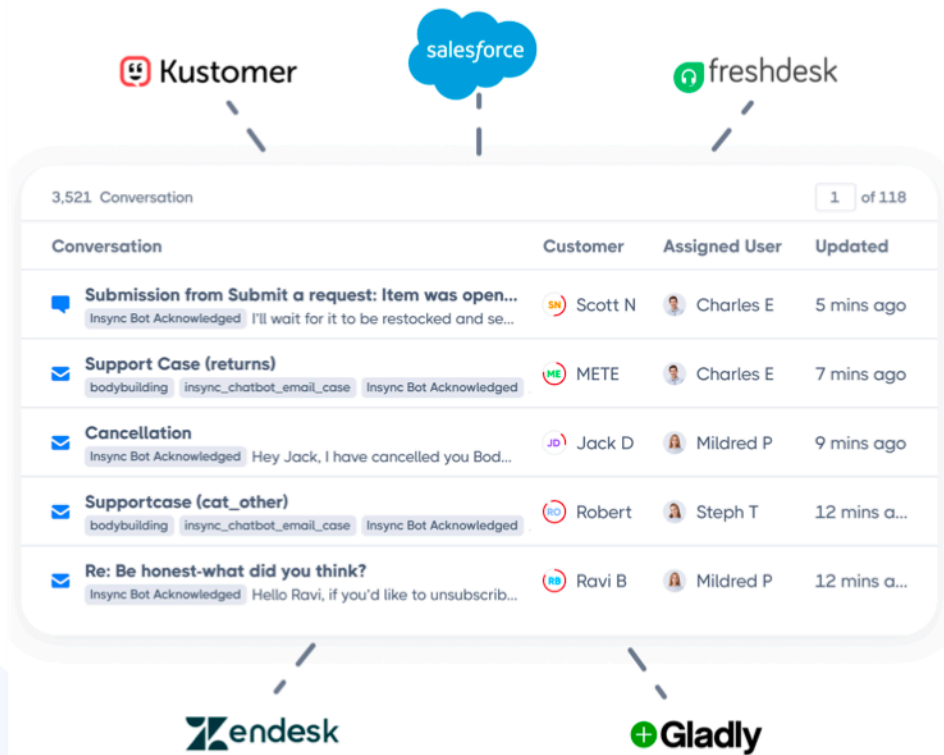 Kustomer
salesforce
freshdesk
3,521 Conversation
1 of 118
Conversation Customer Assigned User Updated
Submission from Submit a request: Item was open...
Insync Bot Acknowledged I'll wait for it to be restocked and se...
SN Scott N Charles E 5 mins ago
Support Case (returns)
bodybuilding insync_chatbot_email_case Insync Bot Acknowledged
ME METE Charles E 7 mins ago
Cancellation
Insync Bot Acknowledged Hey Jack, I have cancelled you Bod...
JD Jack D Mildred P 9 mins ago
Supportcase (cat_other)
bodybuilding insync_chatbot_email_case Insync Bot Acknowledged
RO Robert Steph T 12 mins a...
Re: Be honest-what did you think?
Insync Bot Acknowledged Hello Ravi, if you'd like to unsubscrib...
RB Ravi B Mildred P 12 mins a...
Zendesk
Gladly